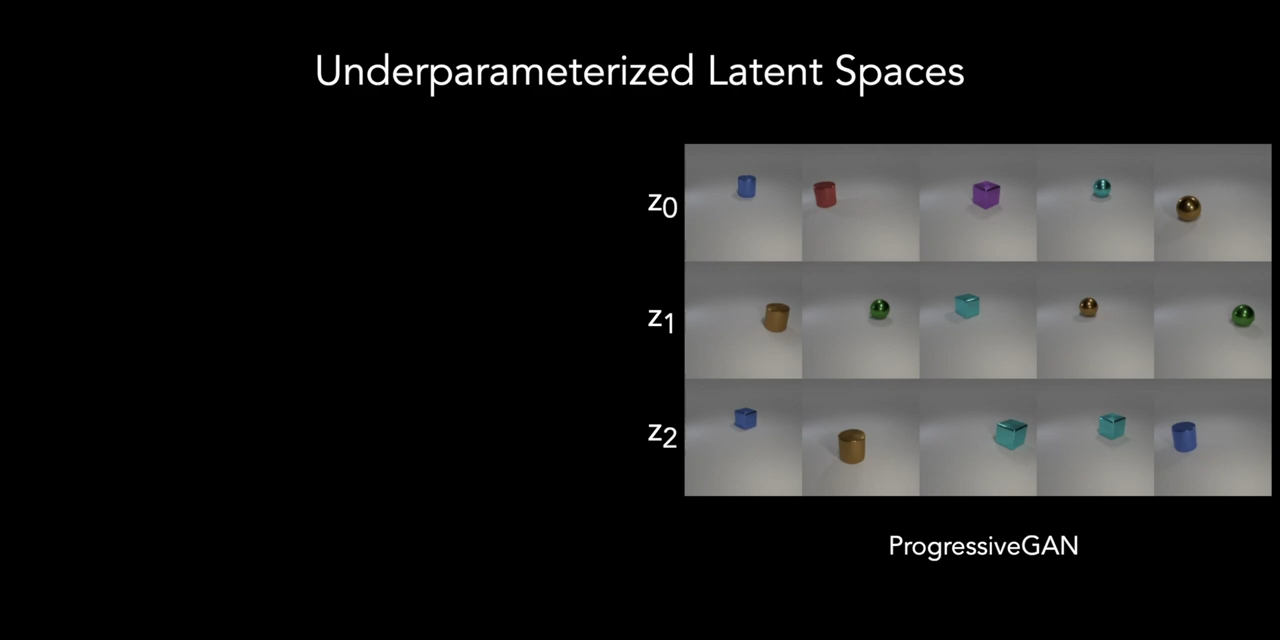 Underparameterized Latent Spaces
z0
z1
z2
ProgressiveGAN